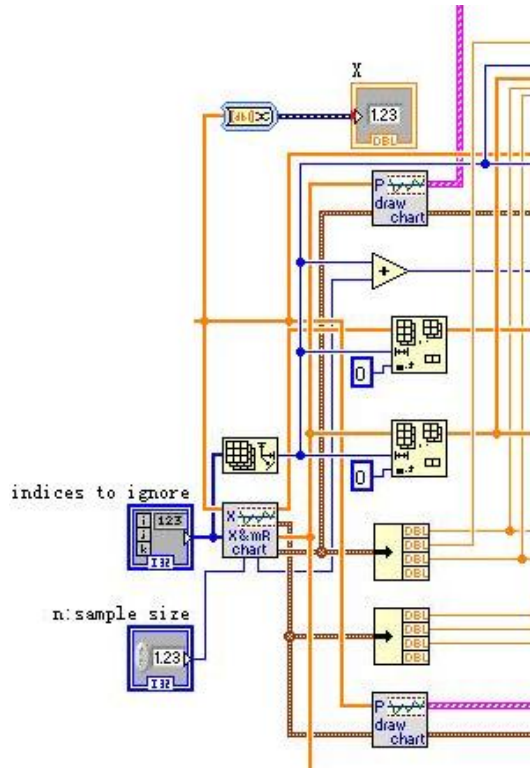 X
[dbl]
1.23
DBL
P
draw
chart
+
0
0
indices to ignore
i
j
k
123
I32
X
X&mR
chart
DBL
DBL
DBL
DBL
n:sample size
1.23
I32
DBL
DBL
DBL
DBL
P
draw
chart